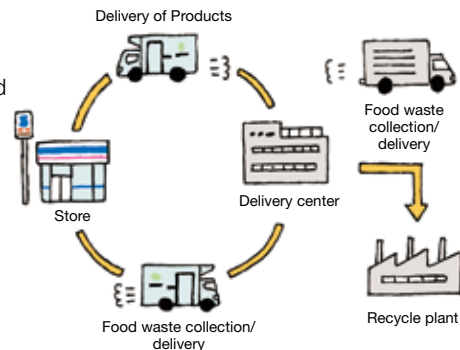 Delivery of Products
d
Food waste
collection/
delivery
Store
Delivery center
Food waste collection/
delivery
Recycle plant